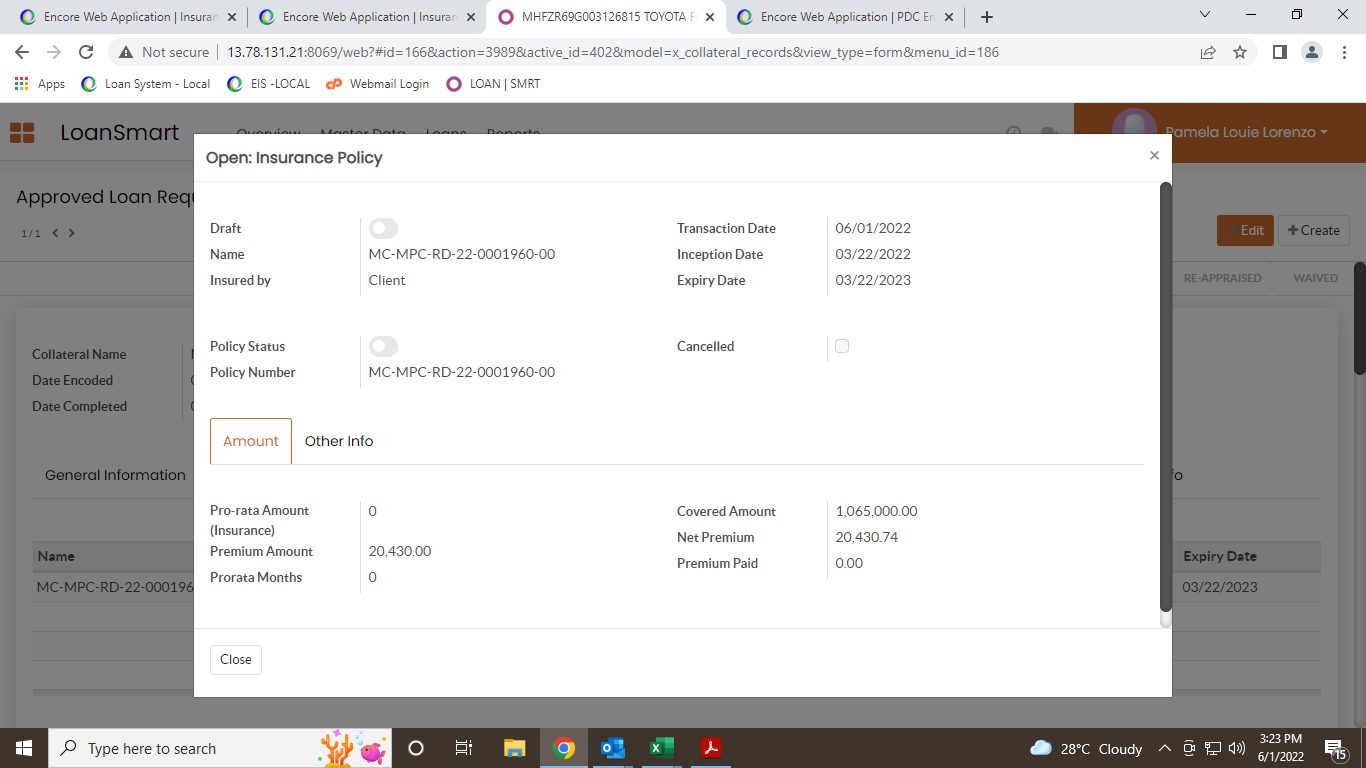 Encore Web Application | Insuran
Encore Web Application | Insuran
MHFZR69G003126815 TOYOTA F
Encore Web Application | PDC En
Not secure
13.78.131.21:8069/web?#id=166&action=3989&active_id=402&model=x_collateral_records&view_type=form&menu_id=186
Apps
Loan System - Local
EIS -LOCAL
Webmail Login
LOAN | SMRT
LoanSmart
Overview
Master Data
Loans
Reports
Pamela Louie Lorenzo
Open: Insurance Policy
Approved Loan Requ
1 / 1
Edit
Create
RE-APPRAISED
WAIVED
Draft
Transaction Date
06/01/2022
Name
MC-MPC-RD-22-0001960-00
Inception Date
03/22/2022
Insured by
Client
Expiry Date
03/22/2023
Collateral Name
Date Encoded
Date Completed
Policy Status
Cancelled
Policy Number
MC-MPC-RD-22-0001960-00
Amount
Other Info
General Information
fo
Pro-rata Amount
(Insurance)
0
Covered Amount
1,065,000.00
Premium Amount
20,430.00
Net Premium
20,430.74
Prorata Months
0
Premium Paid
0.00
Name
Expiry Date
MC-MPC-RD-22-000196
03/22/2023
Close
Type here to search
28°C Cloudy
3:23 PM
6/1/2022
15